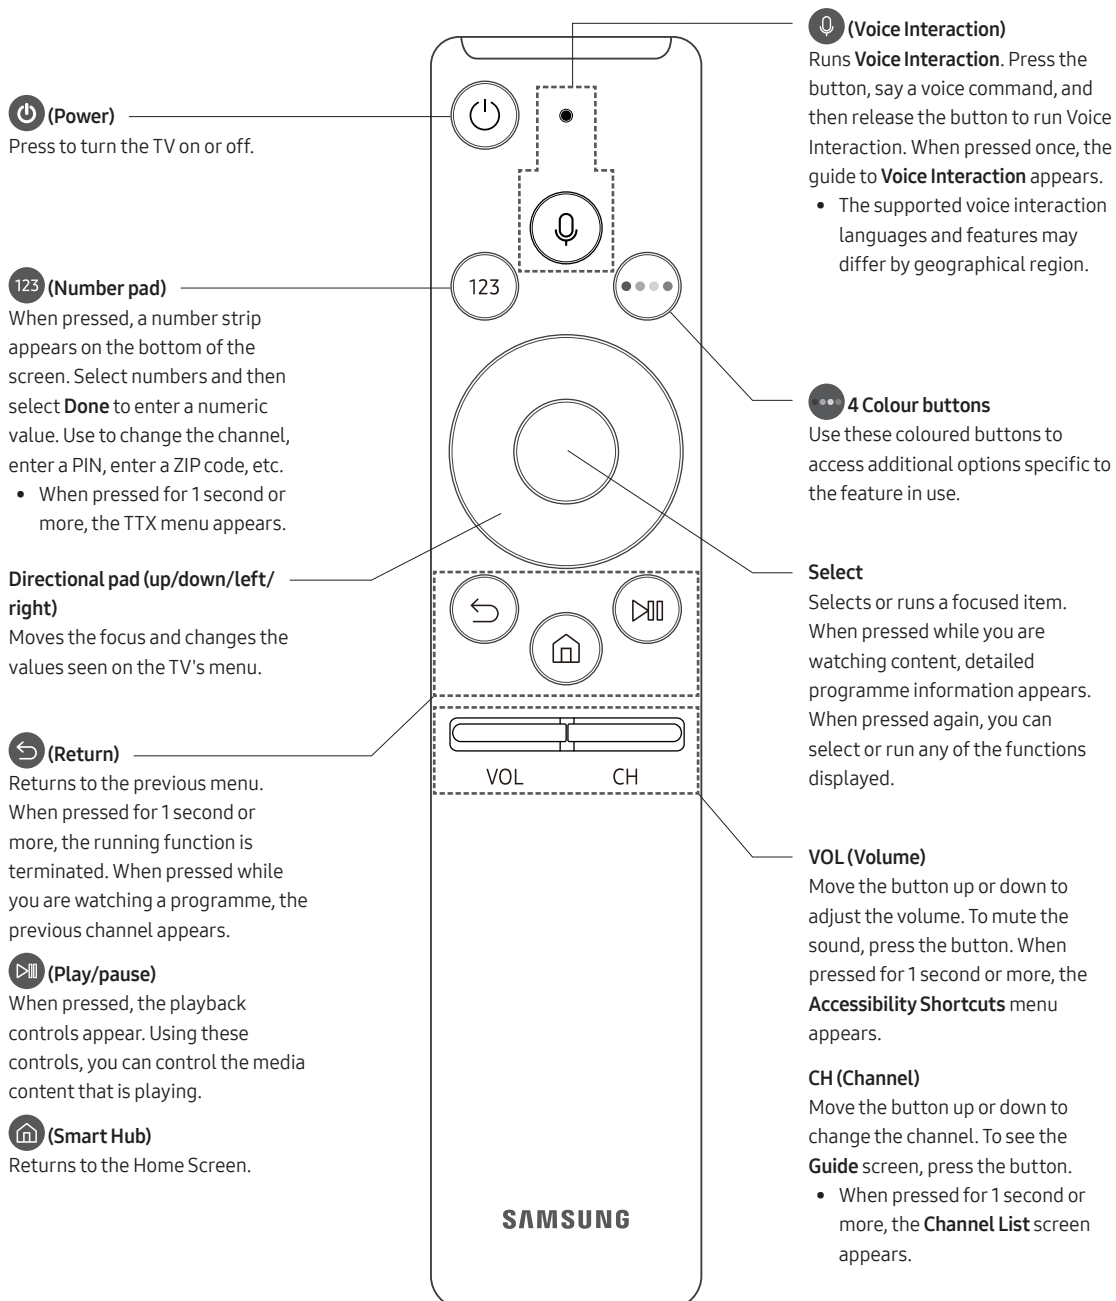 (Power)
Press to turn the TV on or off.
123 (Number pad)
When pressed, a number strip
appears on the bottom of the
screen. Select numbers and then
select Done to enter a numeric
value. Use to change the channel,
enter a PIN, enter a ZIP code, etc.
• When pressed for 1 second or
more, the TTX menu appears.
Directional pad (up/down/left/
right)
Moves the focus and changes the
values seen on the TV's menu.
(Return)
Returns to the previous menu.
When pressed for 1 second or
more, the running function is
terminated. When pressed while
you are watching a programme, the
previous channel appears.
(Play/pause)
When pressed, the playback
controls appear. Using these
controls, you can control the media
content that is playing.
(Smart Hub)
Returns to the Home Screen.
123
VOL
CH
SAMSUNG
(Voice Interaction)
Runs Voice Interaction. Press the
button, say a voice command, and
then release the button to run Voice
Interaction. When pressed once, the
guide to Voice Interaction appears.
• The supported voice interaction
languages and features may
differ by geographical region.
4 Colour buttons
Use these coloured buttons to
access additional options specific to
the feature in use.
Select
Selects or runs a focused item.
When pressed while you are
watching content, detailed
programme information appears.
When pressed again, you can
select or run any of the functions
displayed.
VOL (Volume)
Move the button up or down to
adjust the volume. To mute the
sound, press the button. When
pressed for 1 second or more, the
Accessibility Shortcuts menu
appears.
CH (Channel)
Move the button up or down to
change the channel. To see the
Guide screen, press the button.
• When pressed for 1 second or
more, the Channel List screen
appears.